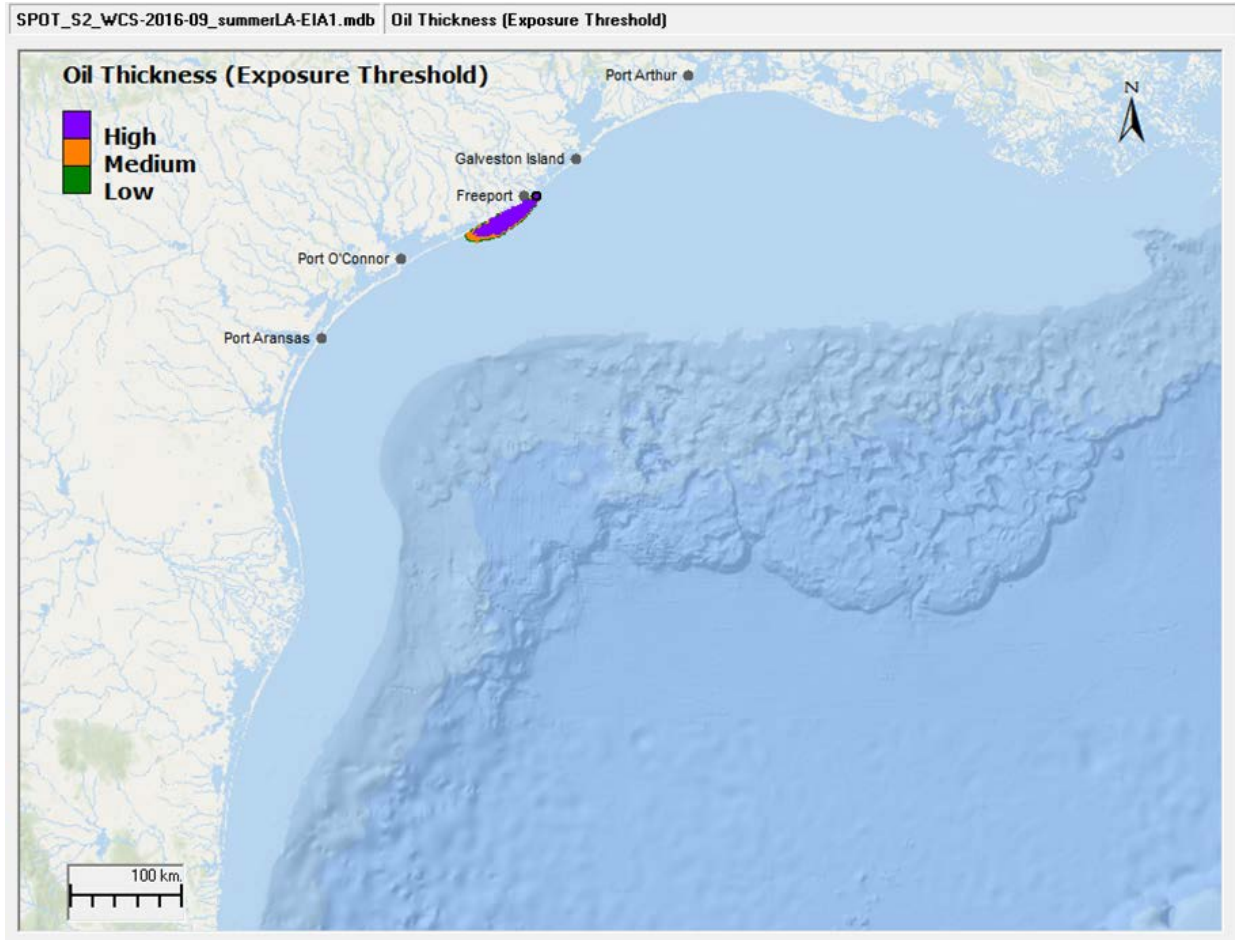 SPOT_S2_WCS-2016-09_summerLA-EIA1.mdb
Oil Thickness (Exposure Threshold)
Oil Thickness (Exposure Threshold)
High
Medium
Low
Port Arthur
N
Galveston Island
Freeport
Port O'Connor
Port Aransas
100 km.